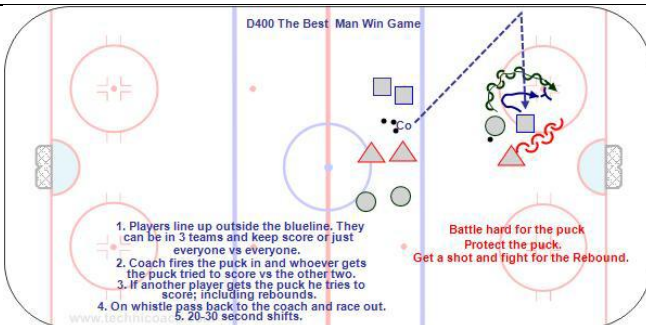 D400 The Best Man Win Game
Co
1. Players line up outside the blueline. They
can be in 3 teams and keep score or just
everyone vs everyone.
2. Coach fires the puck in and whoever gets
the puck tried to score vs the other two.
3. If another player gets the puck he tries to
score; including rebounds.
4. On whistle pass back to the coach and race out.
5. 20-30 second shifts.
Battle hard for the puck
Protect the puck.
Get a shot and fight for the Rebound.